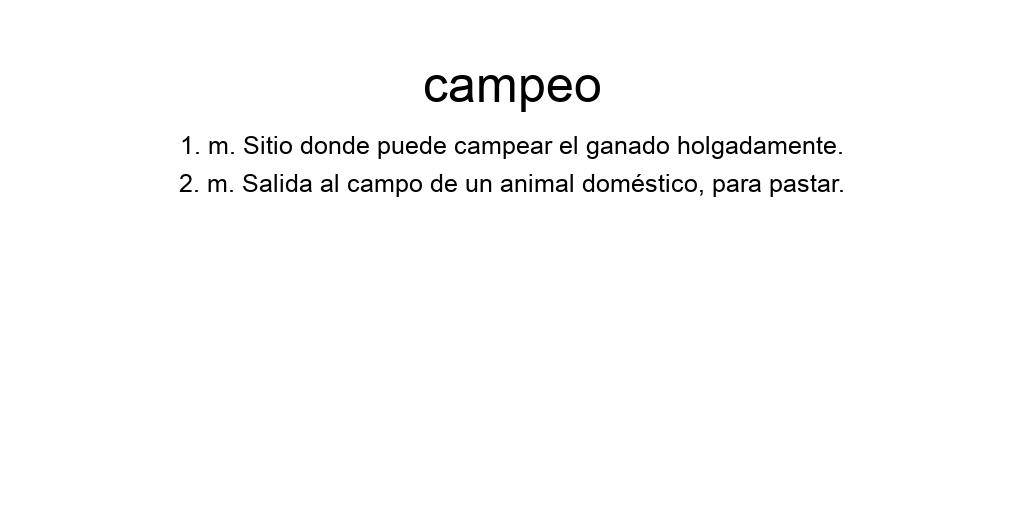 campeo
1. m. Sitio donde puede campear el ganado holgadamente.
2. m. Salida al campo de un animal doméstico, para pastar.